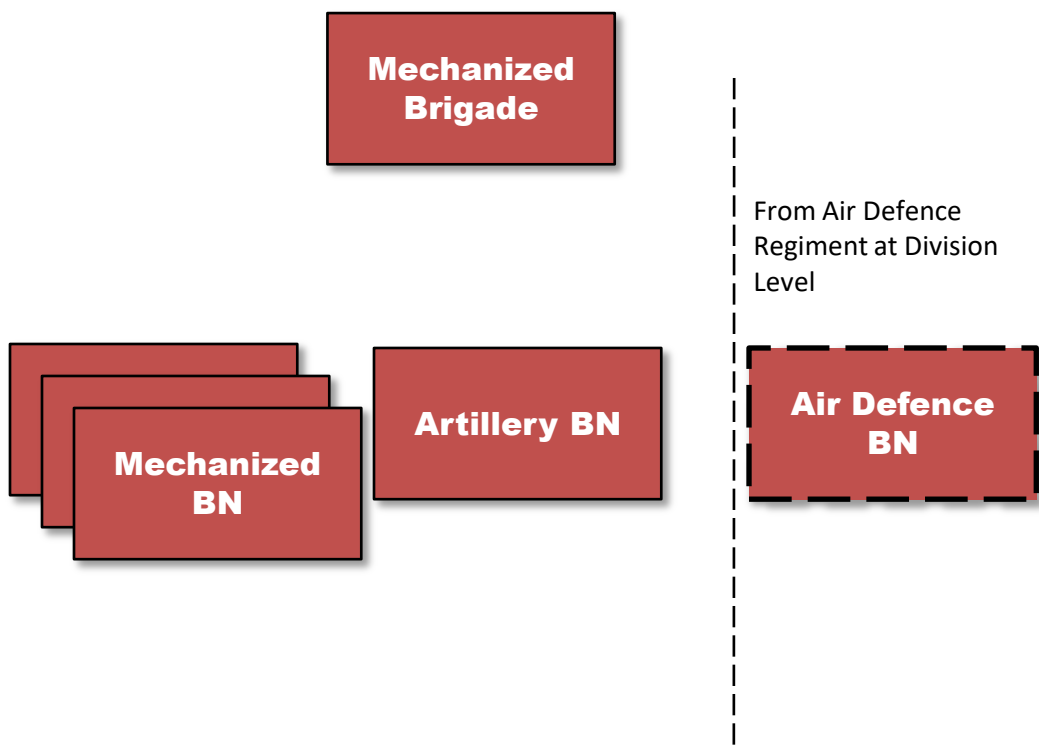 Mechanized
Brigade
From Air Defence
Regiment at Division
Level
Mechanized
BN
Artillery BN
Air Defence
BN